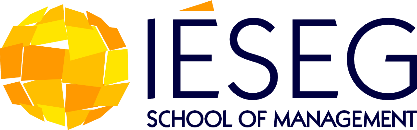 IÉSEG
SCHOOL OF MANAGEMENT